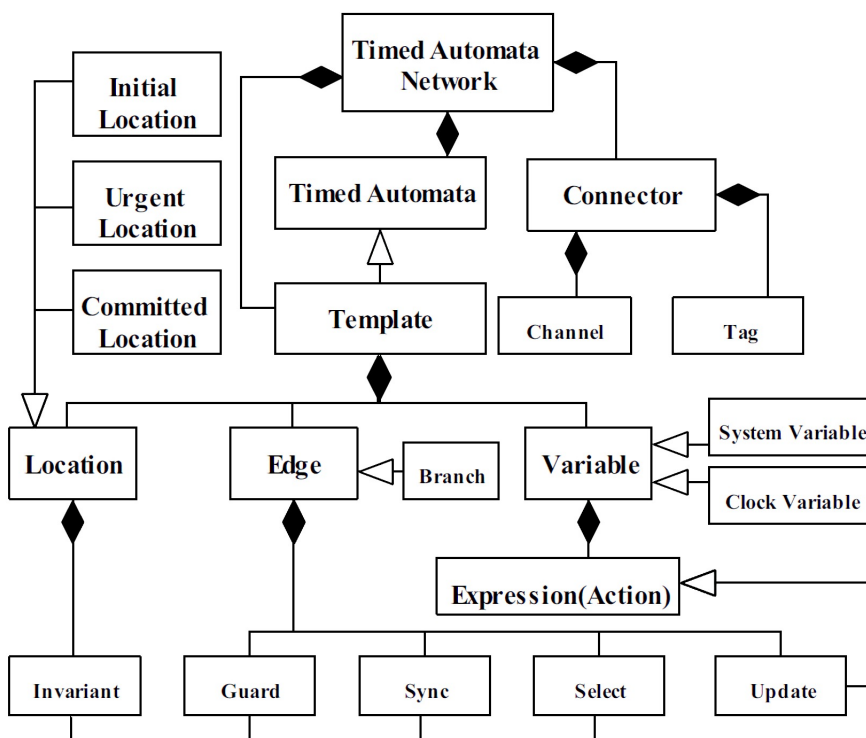 Timed Automata
Network
Initial
Location
Urgent
Location
Timed Automata
Connector
Committed
Location
Template
Channel
Tag
Location
Edge
Branch
Variable
System Variable
Clock Variable
Expression(Action)
Invariant
Guard
Sync
Select
Update